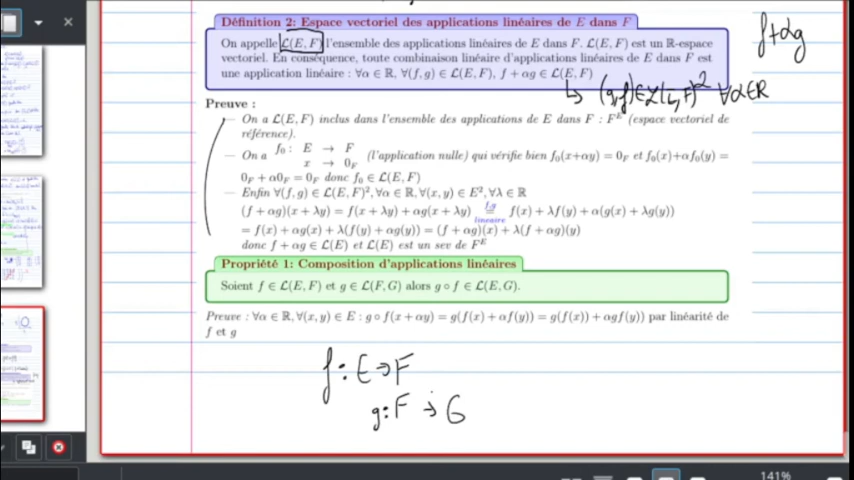 Définition 2: Espace vectoriel des applications linéaires de E dans F
f+αg
On appelle ℒ(E, F) l'ensemble des applications linéaires de E dans F. ℒ(E, F) est un ℝ-espace
vectoriel. En conséquence, toute combinaison linéaire d'applications linéaires de E dans F est
une application linéaire : ∀α ∈ ℝ, ∀(f, g) ∈ ℒ(E, F), f + αg ∈ ℒ(E, F)
↳ (g,f)∈ℒ(E,F)² ∀α∈ℝ
Preuve :
— On a ℒ(E, F) inclus dans l'ensemble des applications de E dans F : F^E (espace vectoriel de
référence).
— On a f₀ : E → F
x → 0_F (l'application nulle) qui vérifie bien f₀(x+αy) = 0_F et f₀(x)+αf₀(y) =
0_F + α0_F = 0_F donc f₀ ∈ ℒ(E, F)
— Enfin ∀(f, g) ∈ ℒ(E, F)², ∀α ∈ ℝ, ∀(x, y) ∈ E², ∀λ ∈ ℝ
(f + αg)(x + λy) = f(x + λy) + αg(x + λy) = f,g linéaire f(x) + λf(y) + α(g(x) + λg(y))
= f(x) + αg(x) + λ(f(y) + αg(y)) = (f + αg)(x) + λ(f + αg)(y)
donc f + αg ∈ ℒ(E) et ℒ(E) est un sev de F^E
Propriété 1: Composition d'applications linéaires
Soient f ∈ ℒ(E, F) et g ∈ ℒ(F, G) alors g ∘ f ∈ ℒ(E, G).
Preuve : ∀α ∈ ℝ, ∀(x, y) ∈ E : g ∘ f(x + αy) = g(f(x) + αf(y)) = g(f(x)) + αgf(y)) par linéarité de
f et g
f : E → F
g : F → G
141%